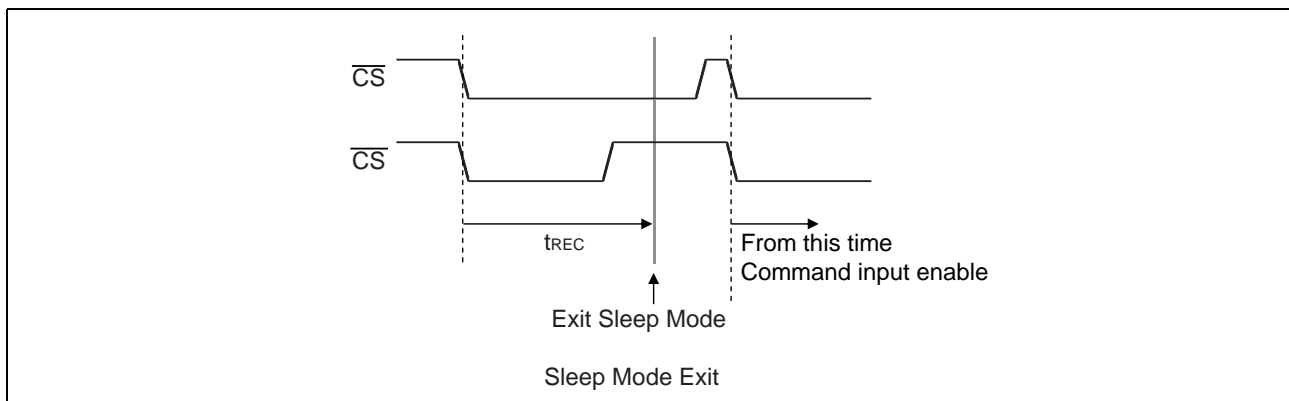 CS
CS
tREC
From this time
Command input enable
Exit Sleep Mode
Sleep Mode Exit